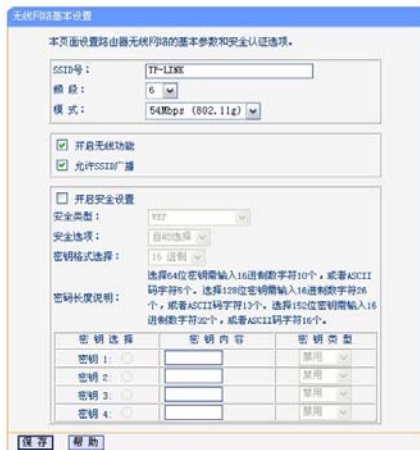 无线网络基本设置
本页面设置路由器无线网络的基本参数和安全认证选项。
SSID号: TP-LINK
频 段: 6
模 式: 54Mbps (802.11g)
开启无线功能
允许SSID广播
开启安全设置
安全类型: WEP
安全选项: 自动选择
密钥格式选择: 16 进制
密码长度说明: 选择64位密钥需输入16进制数字符10个，或者ASCII
码字符5个。选择128位密钥需输入16进制数字符26
个，或者ASCII码字符13个。选择152位密钥需输入16
进制数字符32个，或者ASCII码字符16个。
密 钥 选 择 密 钥 内 容 密 钥 类 型
密钥 1: 禁用
密钥 2: 禁用
密钥 3: 禁用
密钥 4: 禁用
保 存 帮 助